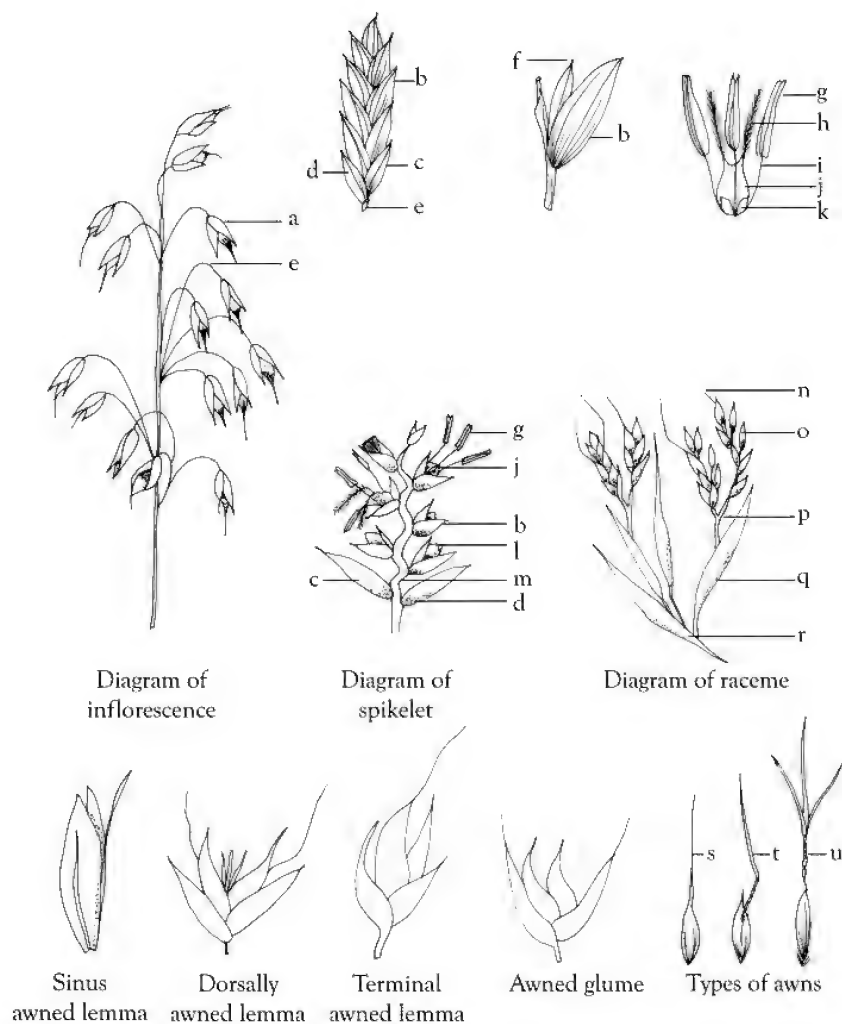 f
b
b
g
h
d
c
i
j
e
k
a
e
n
g
o
j
b
p
l
c
m
q
d
r
Diagram of
inflorescence
Diagram of
spikelet
Diagram of raceme
s
t
u
Sinus
awned lemma
Dorsally
awned lemma
Terminal
awned lemma
Awned glume
Types of awns